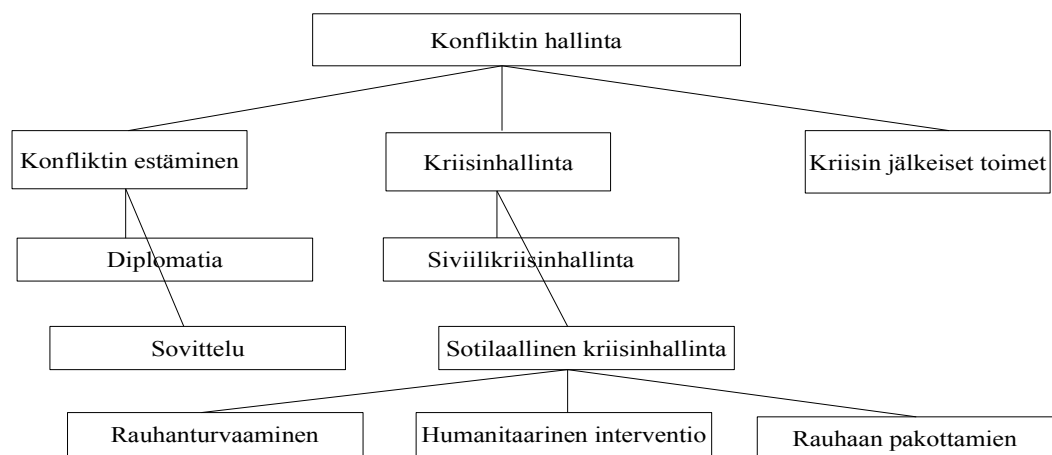 Konfliktin hallinta
Konfliktin estäminen
Kriisinhallinta
Kriisin jälkeiset toimet
Diplomatia
Siviilikriisinhallinta
Sovittelu
Sotilaallinen kriisinhallinta
Rauhanturvaaminen
Humanitaarinen interventio
Rauhaan pakottamien